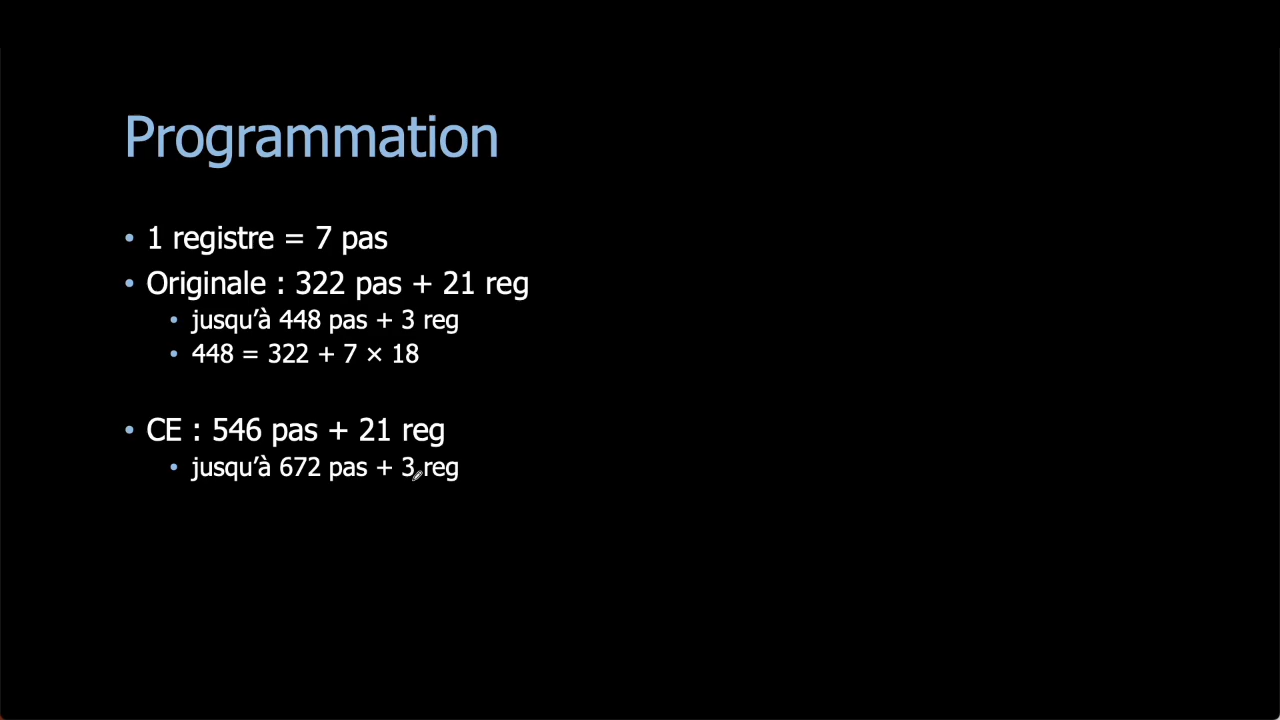 Programmation
• 1 registre = 7 pas
• Originale : 322 pas + 21 reg
• jusqu’à 448 pas + 3 reg
• 448 = 322 + 7 × 18
• CE : 546 pas + 21 reg
• jusqu’à 672 pas + 3 reg